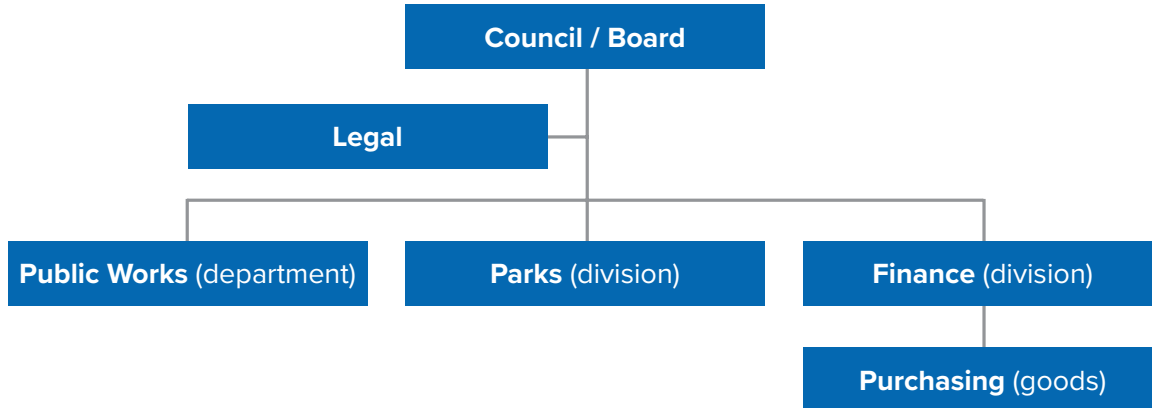 Council / Board
Legal
Public Works (department)
Parks (division)
Finance (division)
Purchasing (goods)